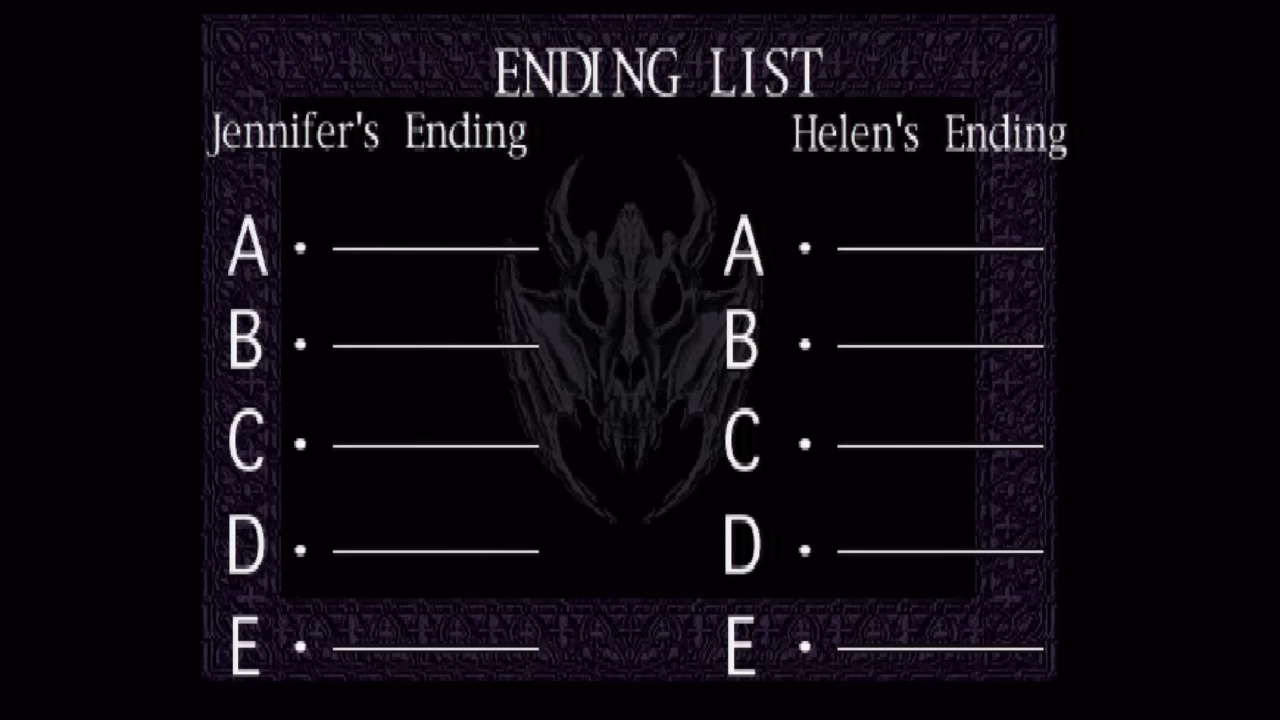 ENDING LIST
Jennifer's Ending Helen's Ending
A · A ·
B · B ·
C · C ·
D · D ·
E · E ·